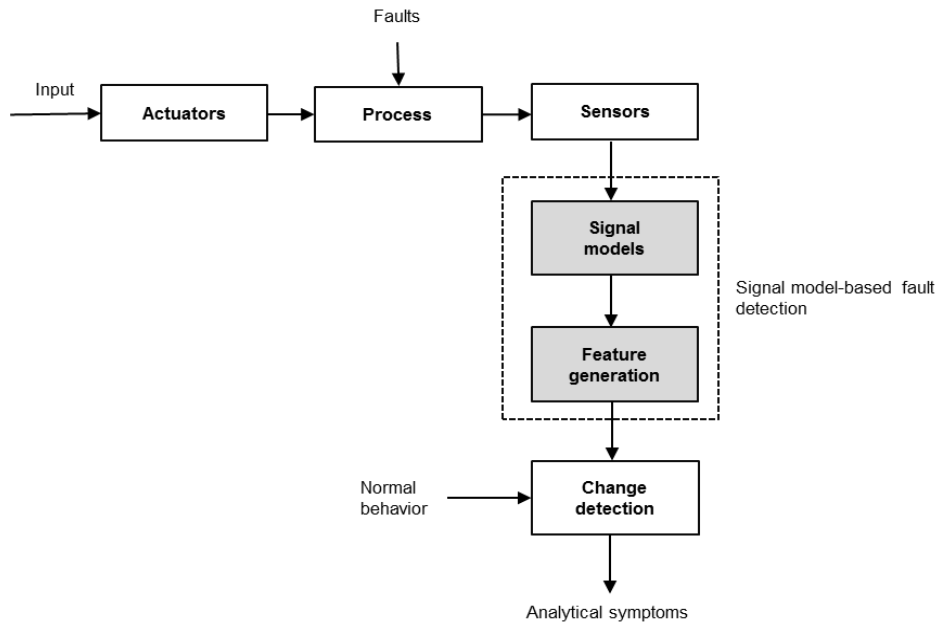 Faults
Input
Actuators
Process
Sensors
Signal
models
Signal model-based fault
detection
Feature
generation
Normal
behavior
Change
detection
Analytical symptoms